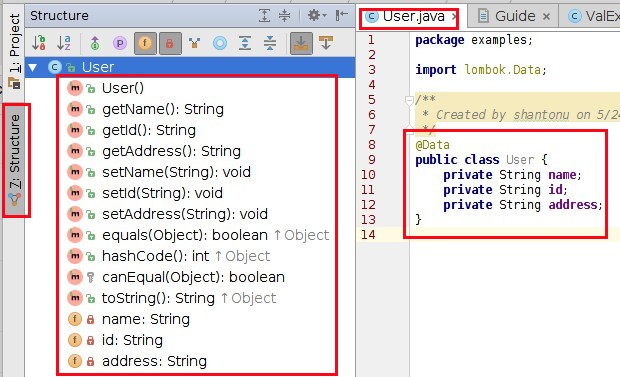 1: Project
7: Structure
Structure
User
User()
getName(): String
getId(): String
getAddress(): String
setName(String): void
setId(String): void
setAddress(String): void
equals(Object): boolean ↑Object
hashCode(): int ↑Object
canEqual(Object): boolean
toString(): String ↑Object
name: String
id: String
address: String
User.java
Guide
ValEx
1 package examples;
2
3 import lombok.Data;
4
5 /**
6 * Created by shantonu on 5/24
7 */
8 @Data
9 public class User {
10 private String name;
11 private String id;
12 private String address;
13 }
14